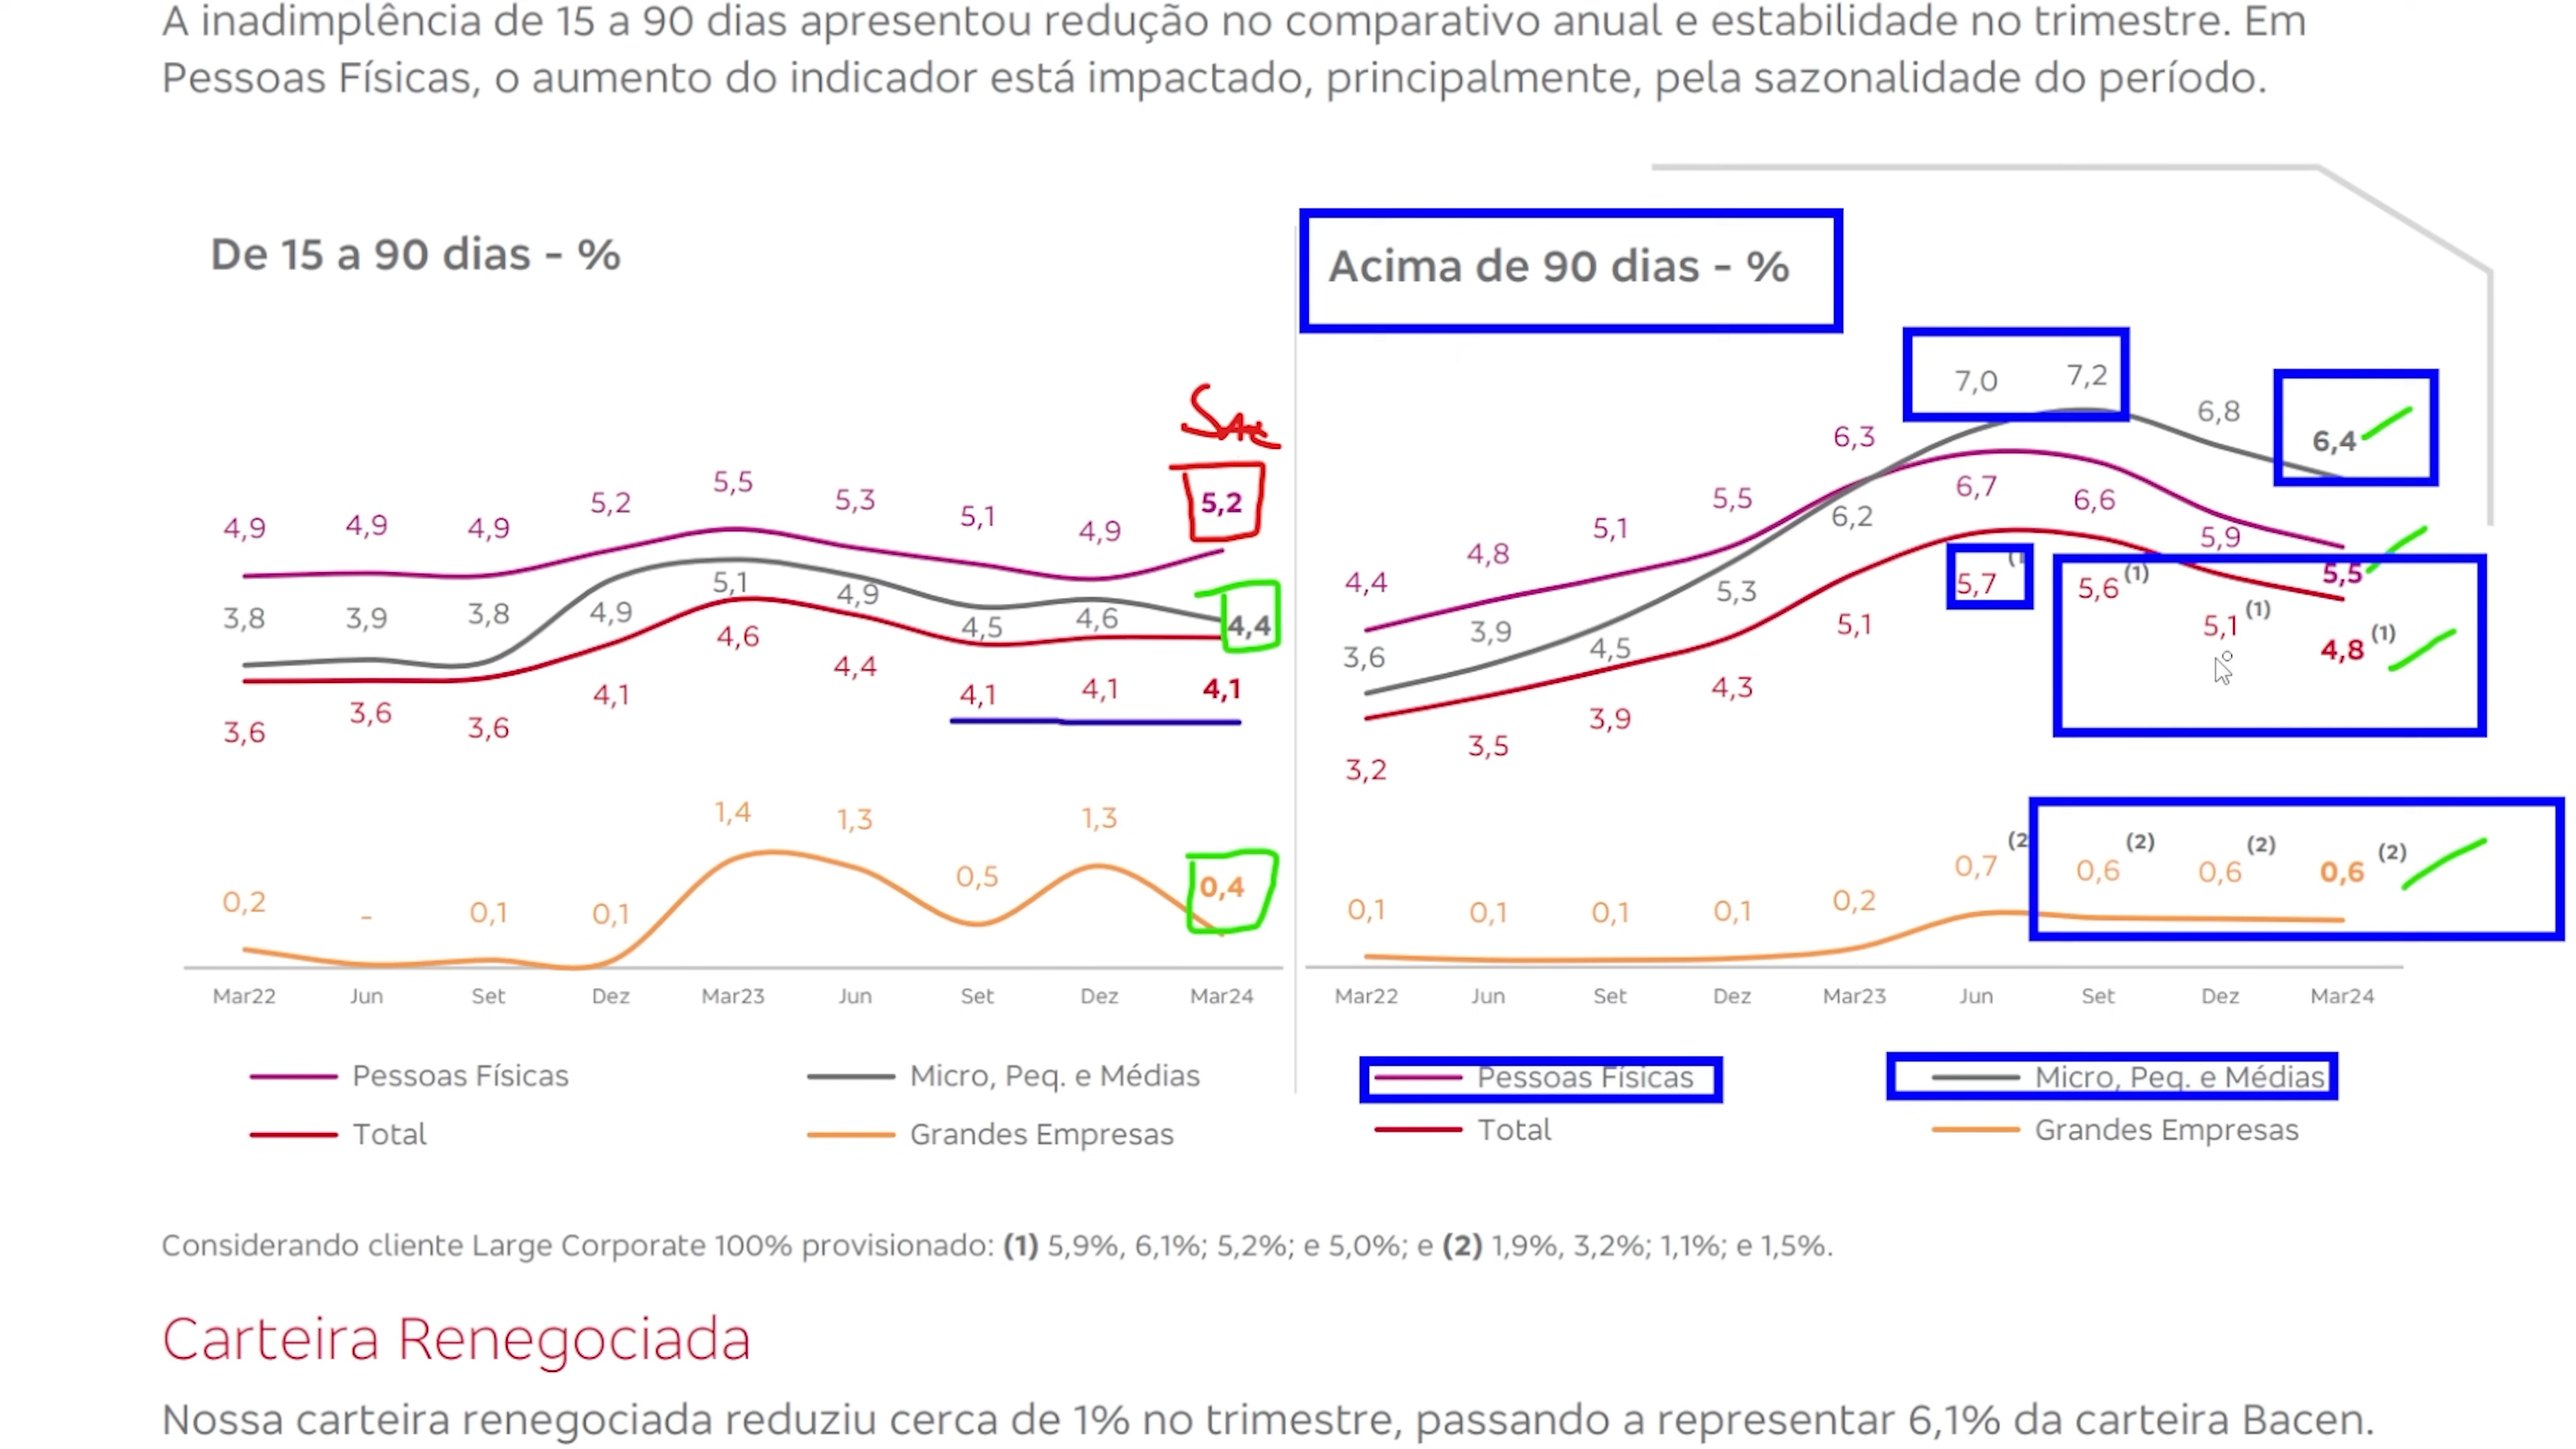 A inadimplência de 15 a 90 dias apresentou redução no comparativo anual e estabilidade no trimestre. Em
Pessoas Físicas, o aumento do indicador está impactado, principalmente, pela sazonalidade do período.
De 15 a 90 dias - %
4,9 4,9 4,9 5,2 5,5 5,3 5,1 4,9 5,2
3,8 3,9 3,8 4,9 5,1 4,9 4,5 4,6 4,4
3,6 3,6 3,6 4,1 4,6 4,4 4,1 4,1 4,1
0,2 - 0,1 0,1 1,4 1,3 0,5 1,3 0,4
Mar22 Jun Set Dez Mar23 Jun Set Dez Mar24
Pessoas Físicas Micro, Peq. e Médias
Total Grandes Empresas
Acima de 90 dias - %
3,6 3,9 4,5 5,3 6,2 7,0 7,2 6,8 6,4
4,4 4,8 5,1 5,5 6,3 6,7 6,6 5,9 5,5
3,2 3,5 3,9 4,3 5,1 5,7 (1 5,6 (1) 5,1 (1) 4,8 (1)
0,1 0,1 0,1 0,1 0,2 0,7 (2 0,6 (2) 0,6 (2) 0,6 (2)
Mar22 Jun Set Dez Mar23 Jun Set Dez Mar24
Pessoas Físicas Micro, Peq. e Médias
Total Grandes Empresas
Considerando cliente Large Corporate 100% provisionado: (1) 5,9%, 6,1%; 5,2%; e 5,0%; e (2) 1,9%, 3,2%; 1,1%; e 1,5%.
Carteira Renegociada
Nossa carteira renegociada reduziu cerca de 1% no trimestre, passando a representar 6,1% da carteira Bacen.